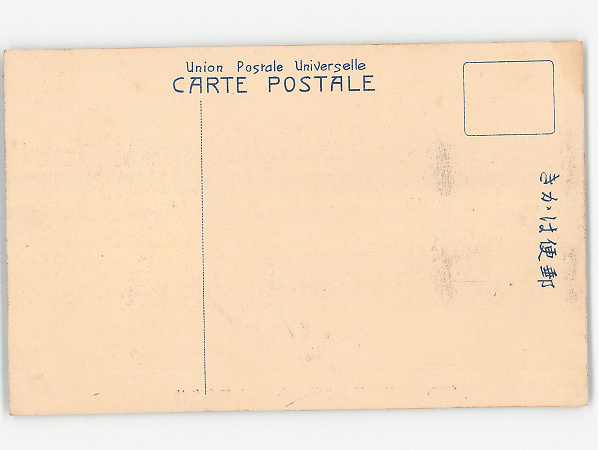 Union Postale Universelle
CARTE POSTALE
郵便はかき